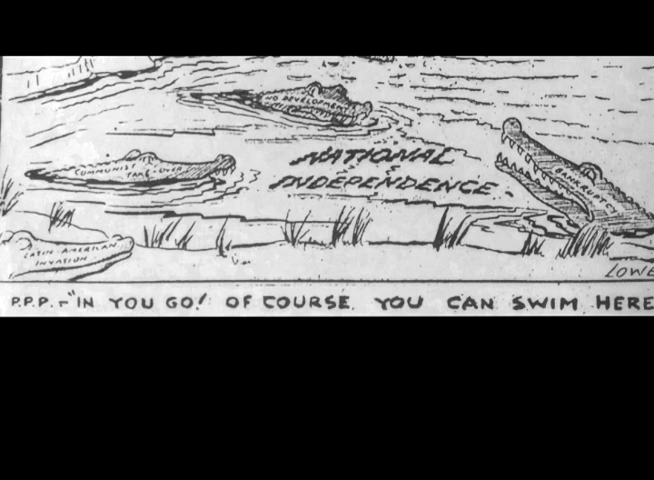 NO DEVELOPMENT
NATIONAL
INDEPENDENCE
COMMUNIST
TAKE-OVER
BANKRUPTCY
LATIN AMERICAN
INVASION
LOWE
P.P.P. - "IN YOU GO! OF COURSE YOU CAN SWIM HERE